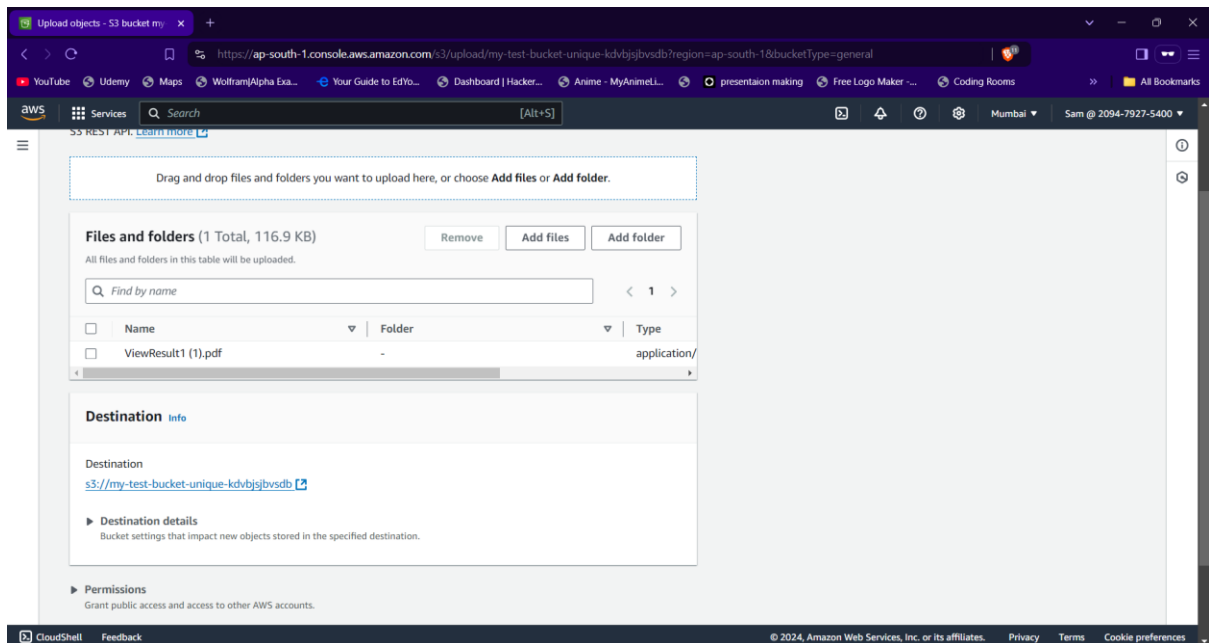 Upload objects - S3 bucket my
https://ap-south-1.console.aws.amazon.com/s3/upload/my-test-bucket-unique-kdvbjsjbvsdb?region=ap-south-1&bucketType=general
YouTube Udemy Maps Wolfram|Alpha Exa... Your Guide to EdYo... Dashboard | Hacker... Anime - MyAnimeLi... presentaion making Free Logo Maker -... Coding Rooms » All Bookmarks
aws Services Search [Alt+S] Mumbai Sam @ 2094-7927-5400
S3 REST API. Learn more
Drag and drop files and folders you want to upload here, or choose Add files or Add folder.
Files and folders (1 Total, 116.9 KB) Remove Add files Add folder
All files and folders in this table will be uploaded.
Find by name 1
Name Folder Type
ViewResult1 (1).pdf - application/
Destination Info
Destination
s3://my-test-bucket-unique-kdvbjsjbvsdb
Destination details
Bucket settings that impact new objects stored in the specified destination.
Permissions
Grant public access and access to other AWS accounts.
CloudShell Feedback © 2024, Amazon Web Services, Inc. or its affiliates. Privacy Terms Cookie preferences